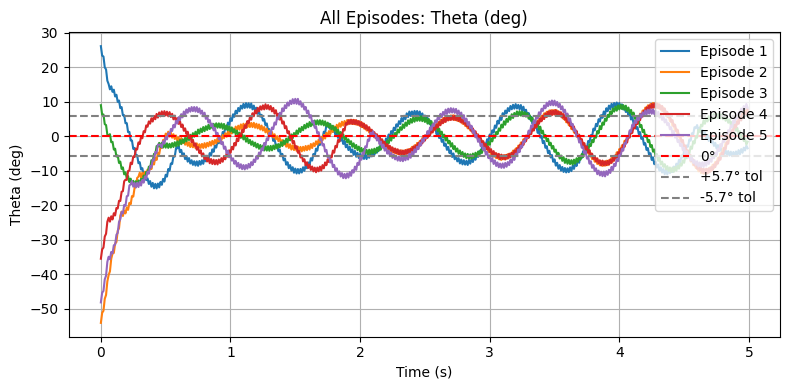 All Episodes: Theta (deg)
30
20
10
0
-10
-20
-30
-40
-50
Theta (deg)
0
1
2
3
4
5
Time (s)
Episode 1
Episode 2
Episode 3
Episode 4
Episode 5
0°
+5.7° tol
-5.7° tol